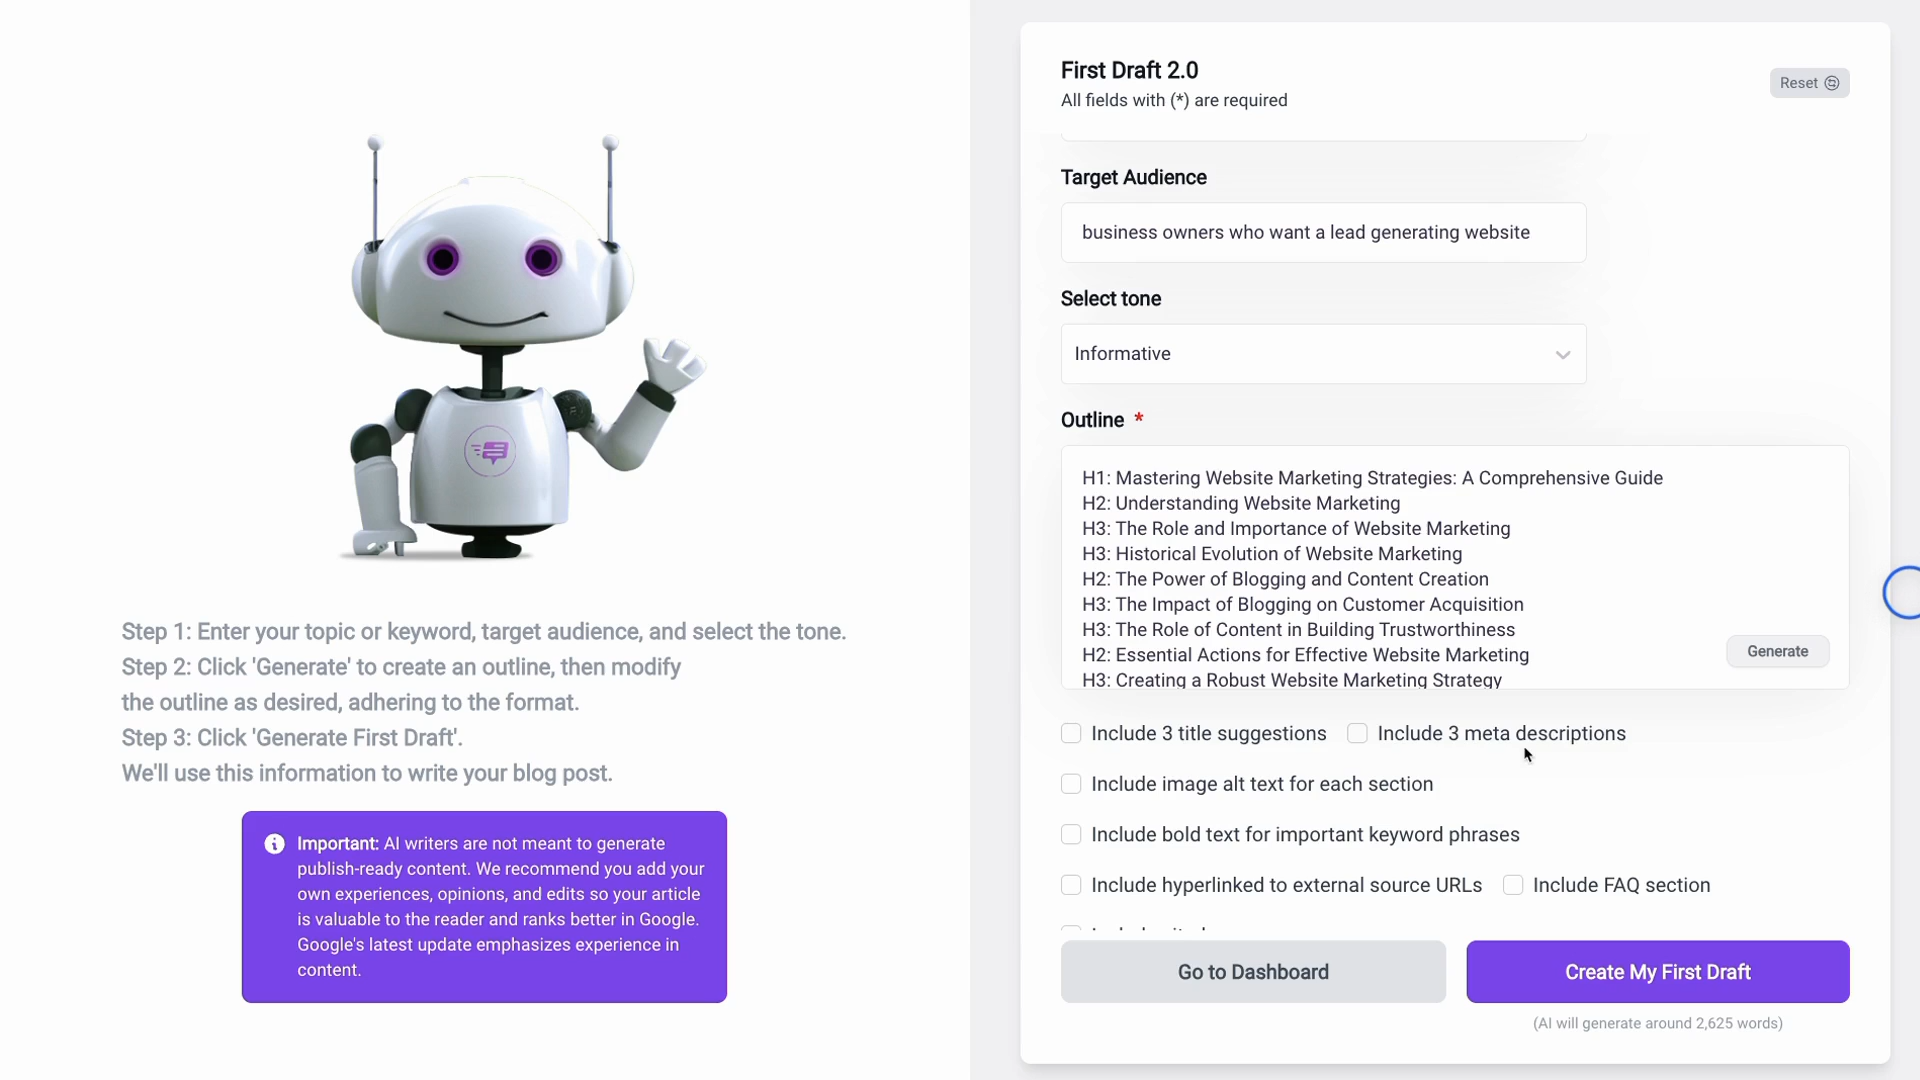 Step 1: Enter your topic or keyword, target audience, and select the tone.
Step 2: Click 'Generate' to create an outline, then modify
the outline as desired, adhering to the format.
Step 3: Click 'Generate First Draft'.
We'll use this information to write your blog post.
Important: AI writers are not meant to generate
publish-ready content. We recommend you add your
own experiences, opinions, and edits so your article
is valuable to the reader and ranks better in Google.
Google's latest update emphasizes experience in
content.
First Draft 2.0
All fields with (*) are required
Reset
Target Audience
business owners who want a lead generating website
Select tone
Informative
Outline *
H1: Mastering Website Marketing Strategies: A Comprehensive Guide
H2: Understanding Website Marketing
H3: The Role and Importance of Website Marketing
H3: Historical Evolution of Website Marketing
H2: The Power of Blogging and Content Creation
H3: The Impact of Blogging on Customer Acquisition
H3: The Role of Content in Building Trustworthiness
H2: Essential Actions for Effective Website Marketing
H3: Creating a Robust Website Marketing Strategy
Generate
Include 3 title suggestions Include 3 meta descriptions
Include image alt text for each section
Include bold text for important keyword phrases
Include hyperlinked to external source URLs Include FAQ section
Go to Dashboard
Create My First Draft
(AI will generate around 2,625 words)